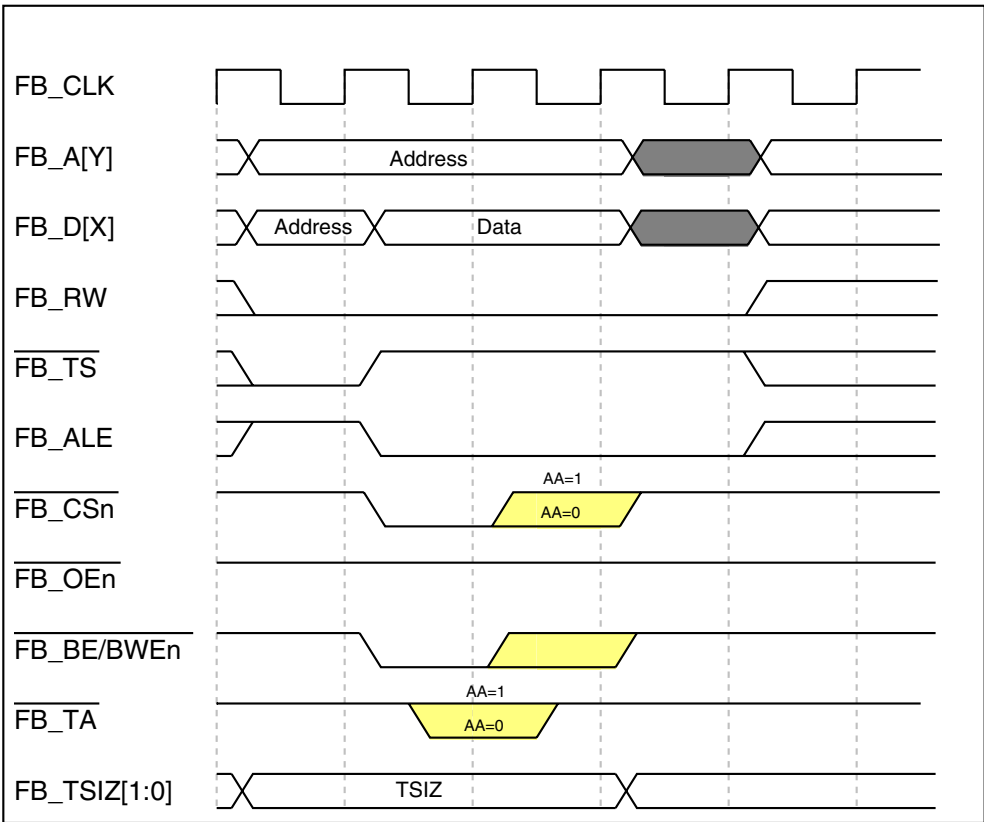 FB_CLK
FB_A[Y]
Address
FB_D[X]
Address
Data
FB_RW
FB_TS
FB_ALE
AA=1
FB_CSn
AA=0
FB_OEn
FB_BE/BWEn
AA=1
FB_TA
AA=0
FB_TSIZ[1:0]
TSIZ